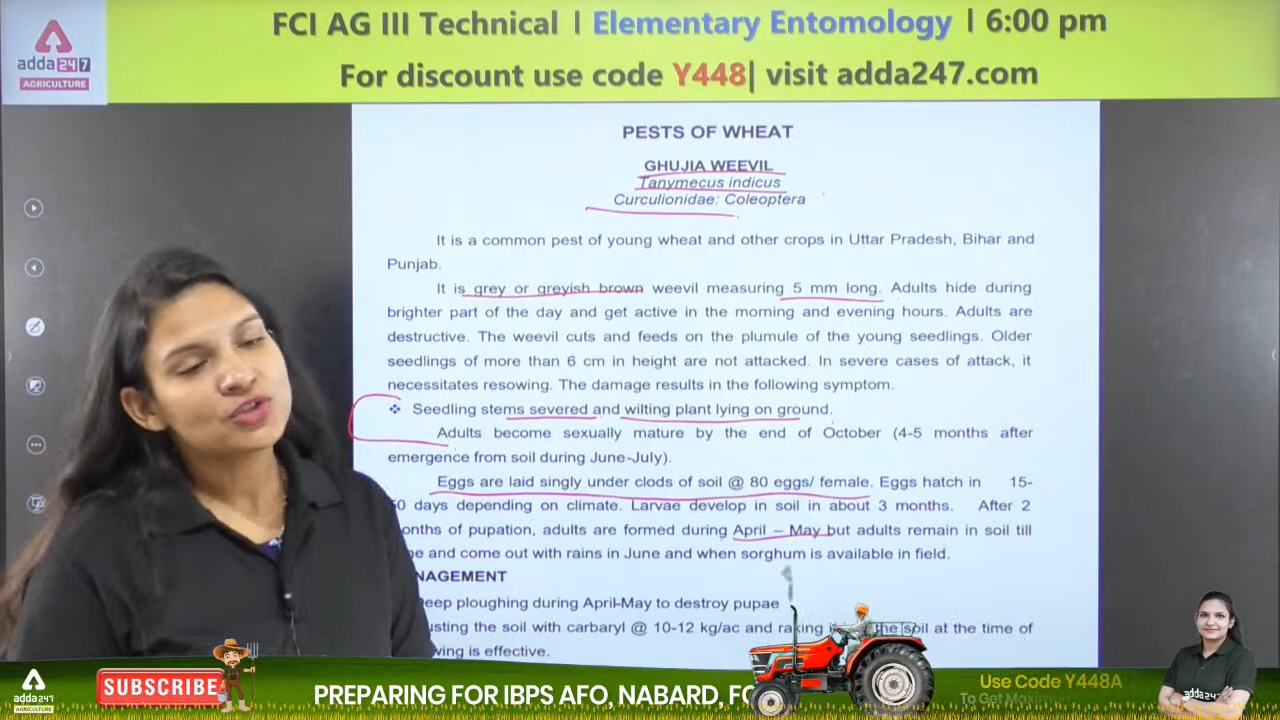 FCI AG III Technical | Elementary Entomology | 6:00 pm
For discount use code Y448| visit adda247.com
adda 247
AGRICULTURE
PESTS OF WHEAT
GHUJIA WEEVIL
Tanymecus indicus
Curculionidae: Coleoptera
It is a common pest of young wheat and other crops in Uttar Pradesh, Bihar and
Punjab.
It is grey or greyish brown weevil measuring 5 mm long. Adults hide during
brighter part of the day and get active in the morning and evening hours. Adults are
destructive. The weevil cuts and feeds on the plumule of the young seedlings. Older
seedlings of more than 6 cm in height are not attacked. In severe cases of attack, it
necessitates resowing. The damage results in the following symptom.
❖ Seedling stems severed and wilting plant lying on ground.
Adults become sexually mature by the end of October (4-5 months after
emergence from soil during June-July).
Eggs are laid singly under clods of soil @ 80 eggs/ female. Eggs hatch in 15-
0 days depending on climate. Larvae develop in soil in about 3 months. After 2
onths of pupation, adults are formed during April – May but adults remain in soil till
ne and come out with rains in June and when sorghum is available in field.
NAGEMENT
eep ploughing during April-May to destroy pupae
usting the soil with carbaryl @ 10-12 kg/ac and raking the soil at the time of
wing is effective.
adda247
AGRICULTURE
SUBSCRIBE
PREPARING FOR IBPS AFO, NABARD, FC
Use Code Y448A
To Get
adda247